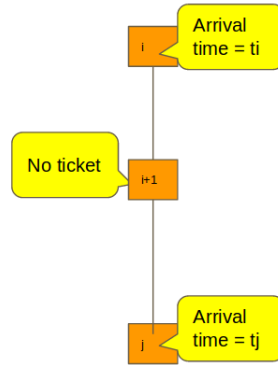 i
Arrival
time = ti
No ticket
i+1
j
Arrival
time = tj